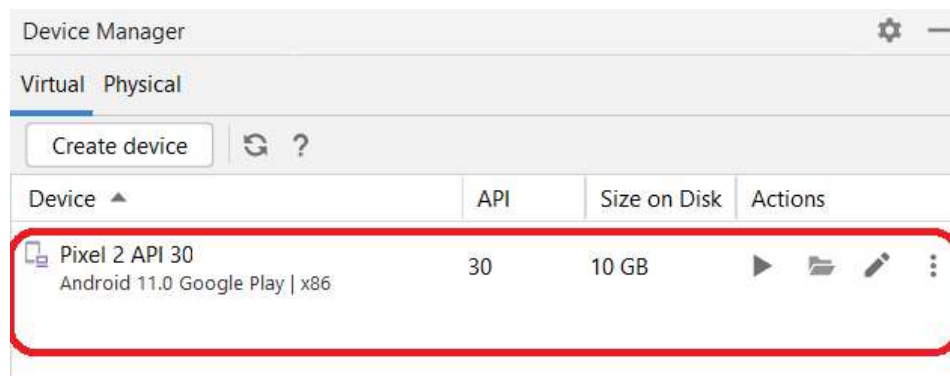 Device Manager
Virtual Physical
Create device ?
Device API Size on Disk Actions
Pixel 2 API 30 30 10 GB
Android 11.0 Google Play | x86